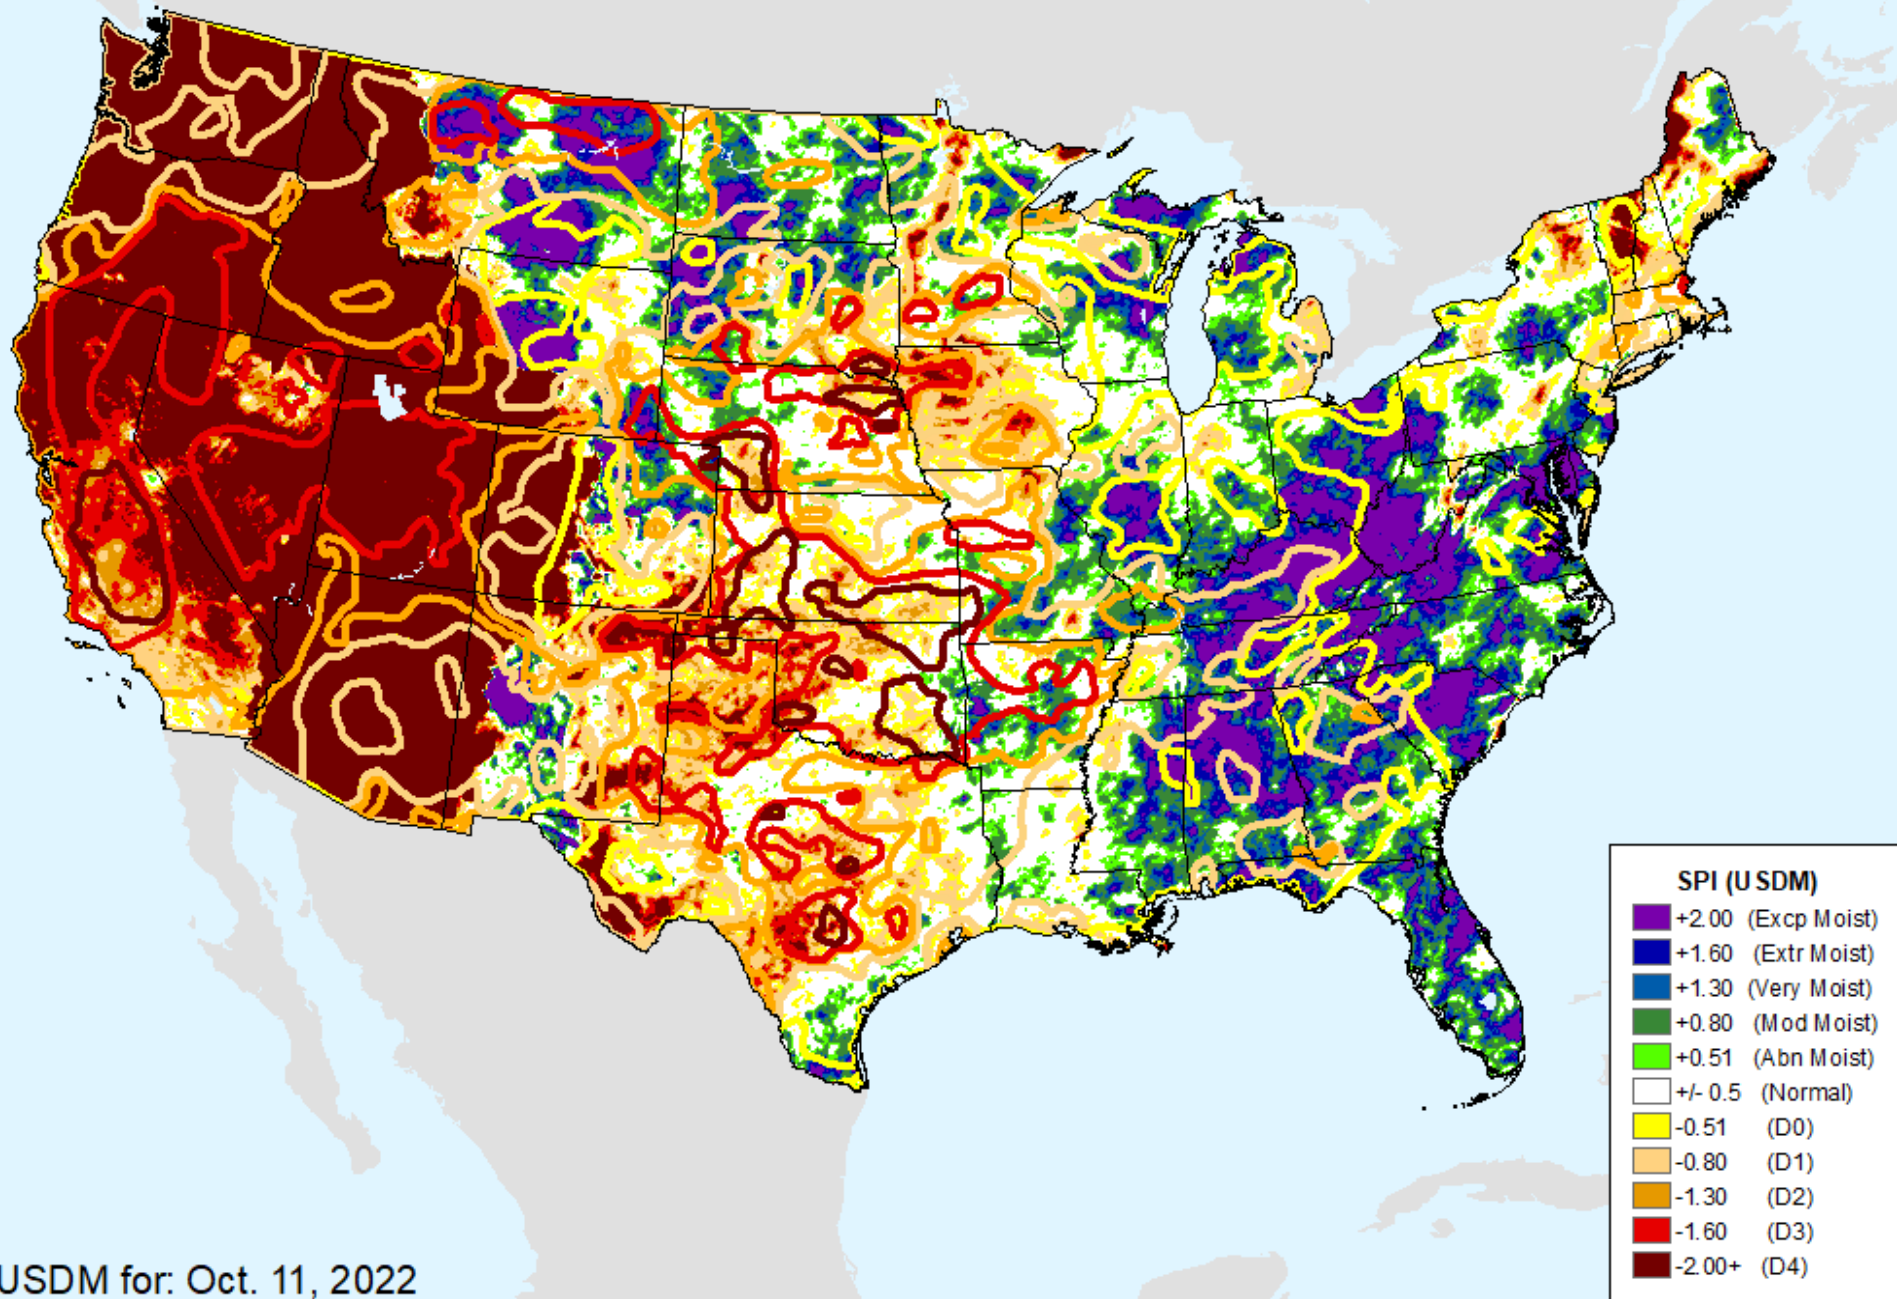 SPI (USDM)
+2.00 (Excp Moist)
+1.60 (Extr Moist)
+1.30 (Very Moist)
+0.80 (Mod Moist)
+0.51 (Abn Moist)
+/- 0.5 (Normal)
-0.51 (D0)
-0.80 (D1)
-1.30 (D2)
-1.60 (D3)
-2.00+ (D4)
USDM for: Oct. 11, 2022